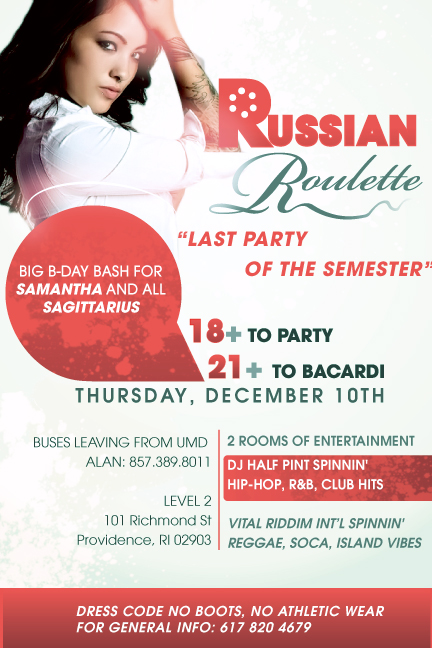 RUSSIAN
Roulette
"LAST PARTY
OF THE SEMESTER"
BIG B-DAY BASH FOR
SAMANTHA AND ALL
SAGITTARIUS
18+ TO PARTY
21+ TO BACARDI
THURSDAY, DECEMBER 10TH
BUSES LEAVING FROM UMD
ALAN: 857.389.8011
LEVEL 2
101 Richmond St
Providence, RI 02903
2 ROOMS OF ENTERTAINMENT
DJ HALF PINT SPINNIN'
HIP-HOP, R&B, CLUB HITS
VITAL RIDDIM INT'L SPINNIN'
REGGAE, SOCA, ISLAND VIBES
DRESS CODE NO BOOTS, NO ATHLETIC WEAR
FOR GENERAL INFO: 617 820 4679